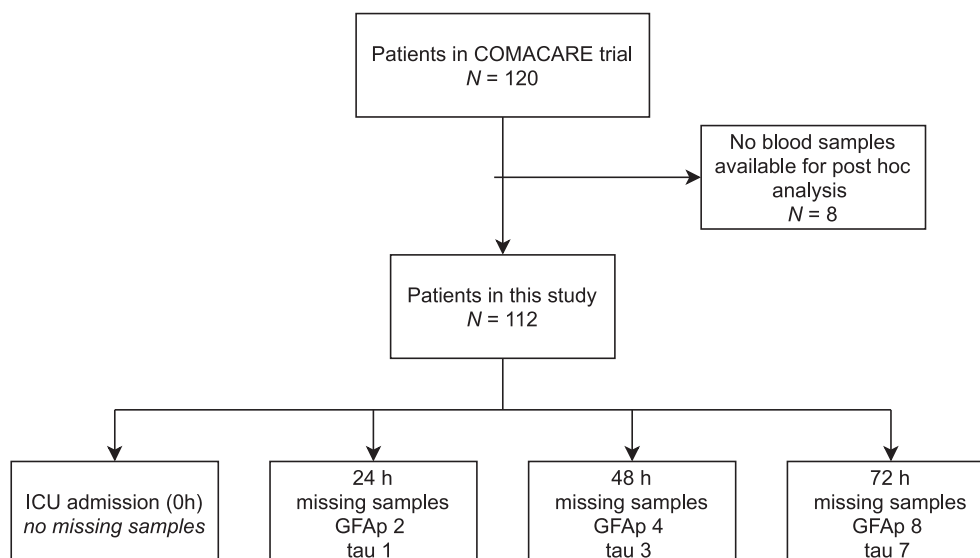 Patients in COMACARE trial
N = 120
No blood samples
available for post hoc
analysis
N = 8
Patients in this study
N = 112
ICU admission (0h)
no missing samples
24 h
missing samples
GFAp 2
tau 1
48 h
missing samples
GFAp 4
tau 3
72 h
missing samples
GFAp 8
tau 7